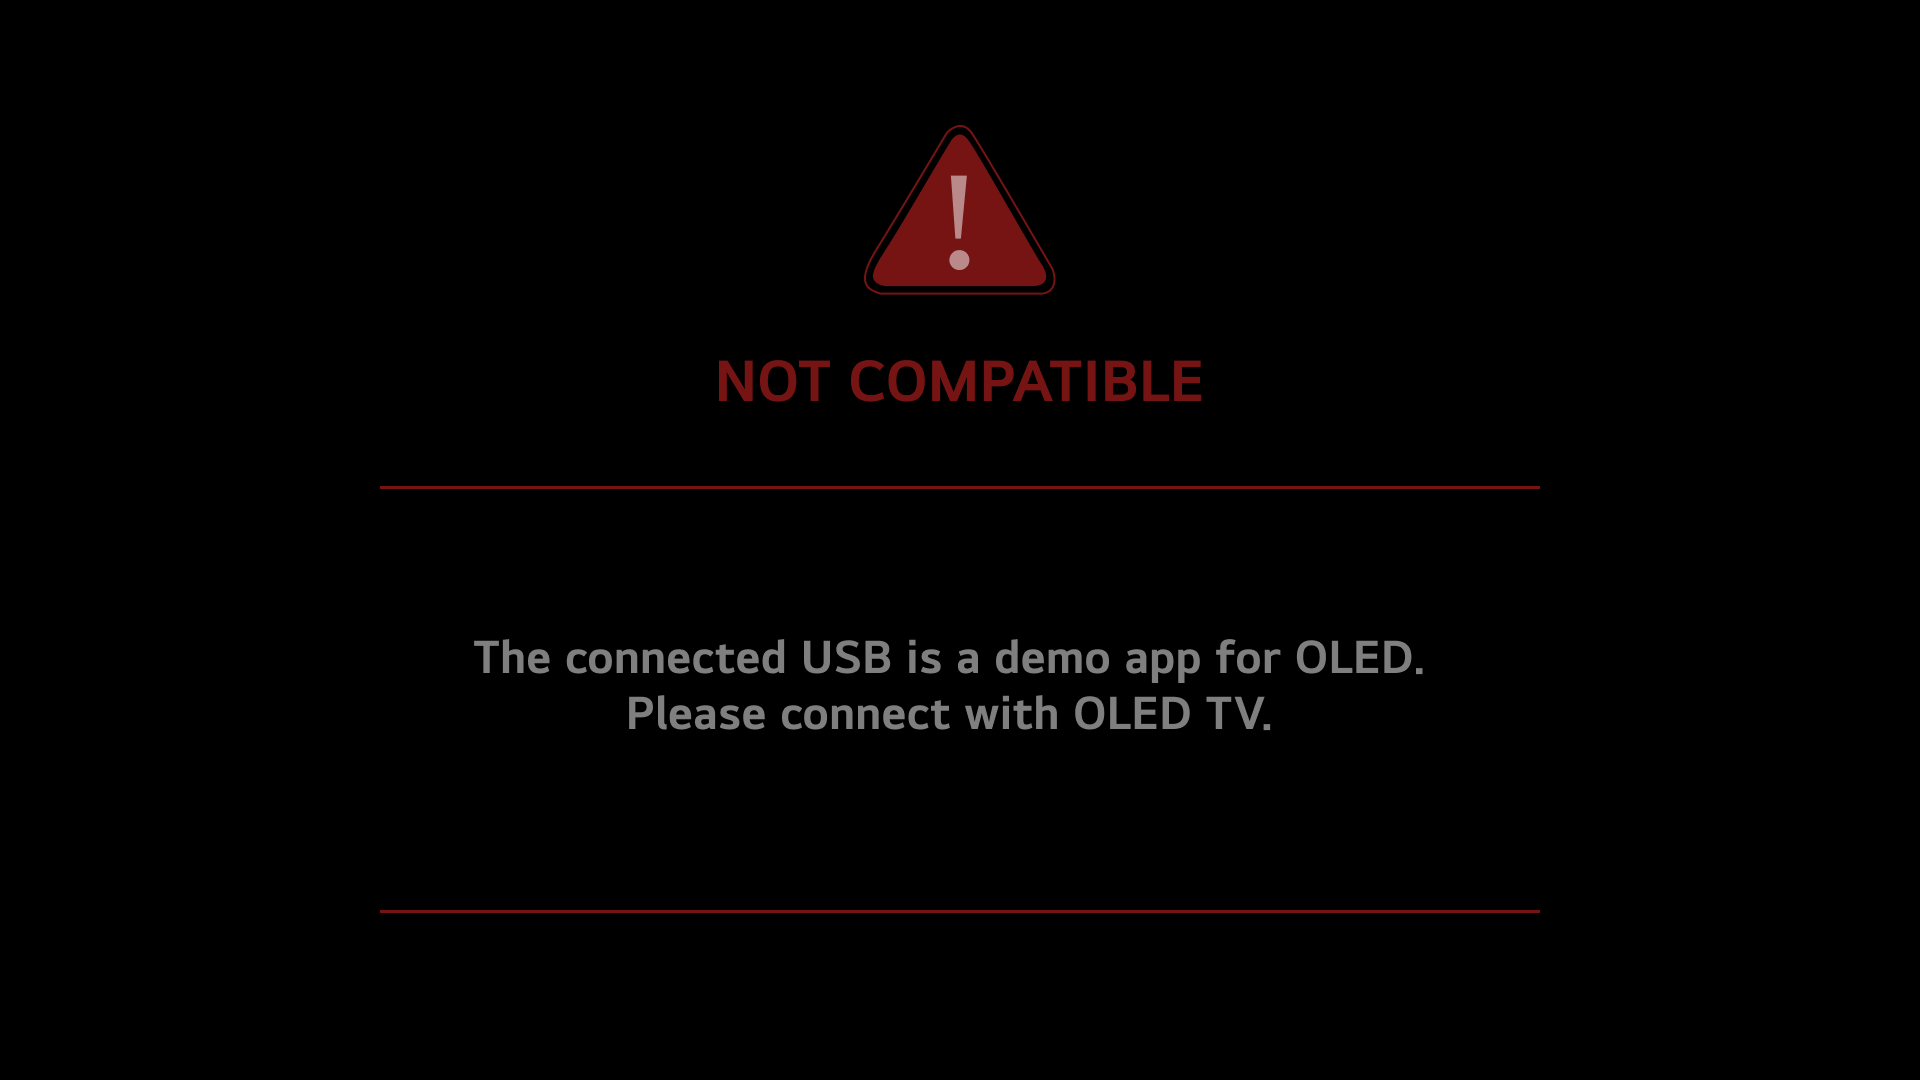 !
NOT COMPATIBLE
The connected USB is a demo app for OLED.
Please connect with OLED TV.